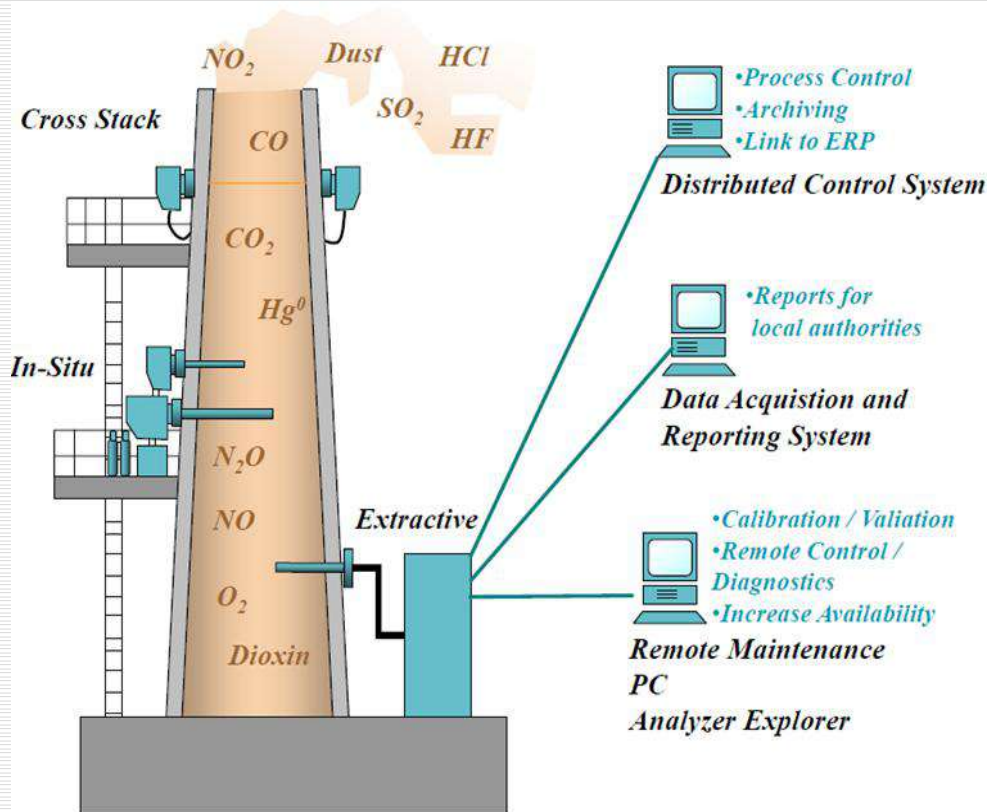 NO₂
Dust
HCl
SO₂
HF
Cross Stack
CO
CO₂
Hg⁰
In-Situ
N₂O
NO
Extractive
O₂
Dioxin
•Process Control
•Archiving
•Link to ERP
Distributed Control System
•Reports for
local authorities
Data Acquistion and
Reporting System
•Calibration / Valiation
•Remote Control /
Diagnostics
•Increase Availability
Remote Maintenance
PC
Analyzer Explorer